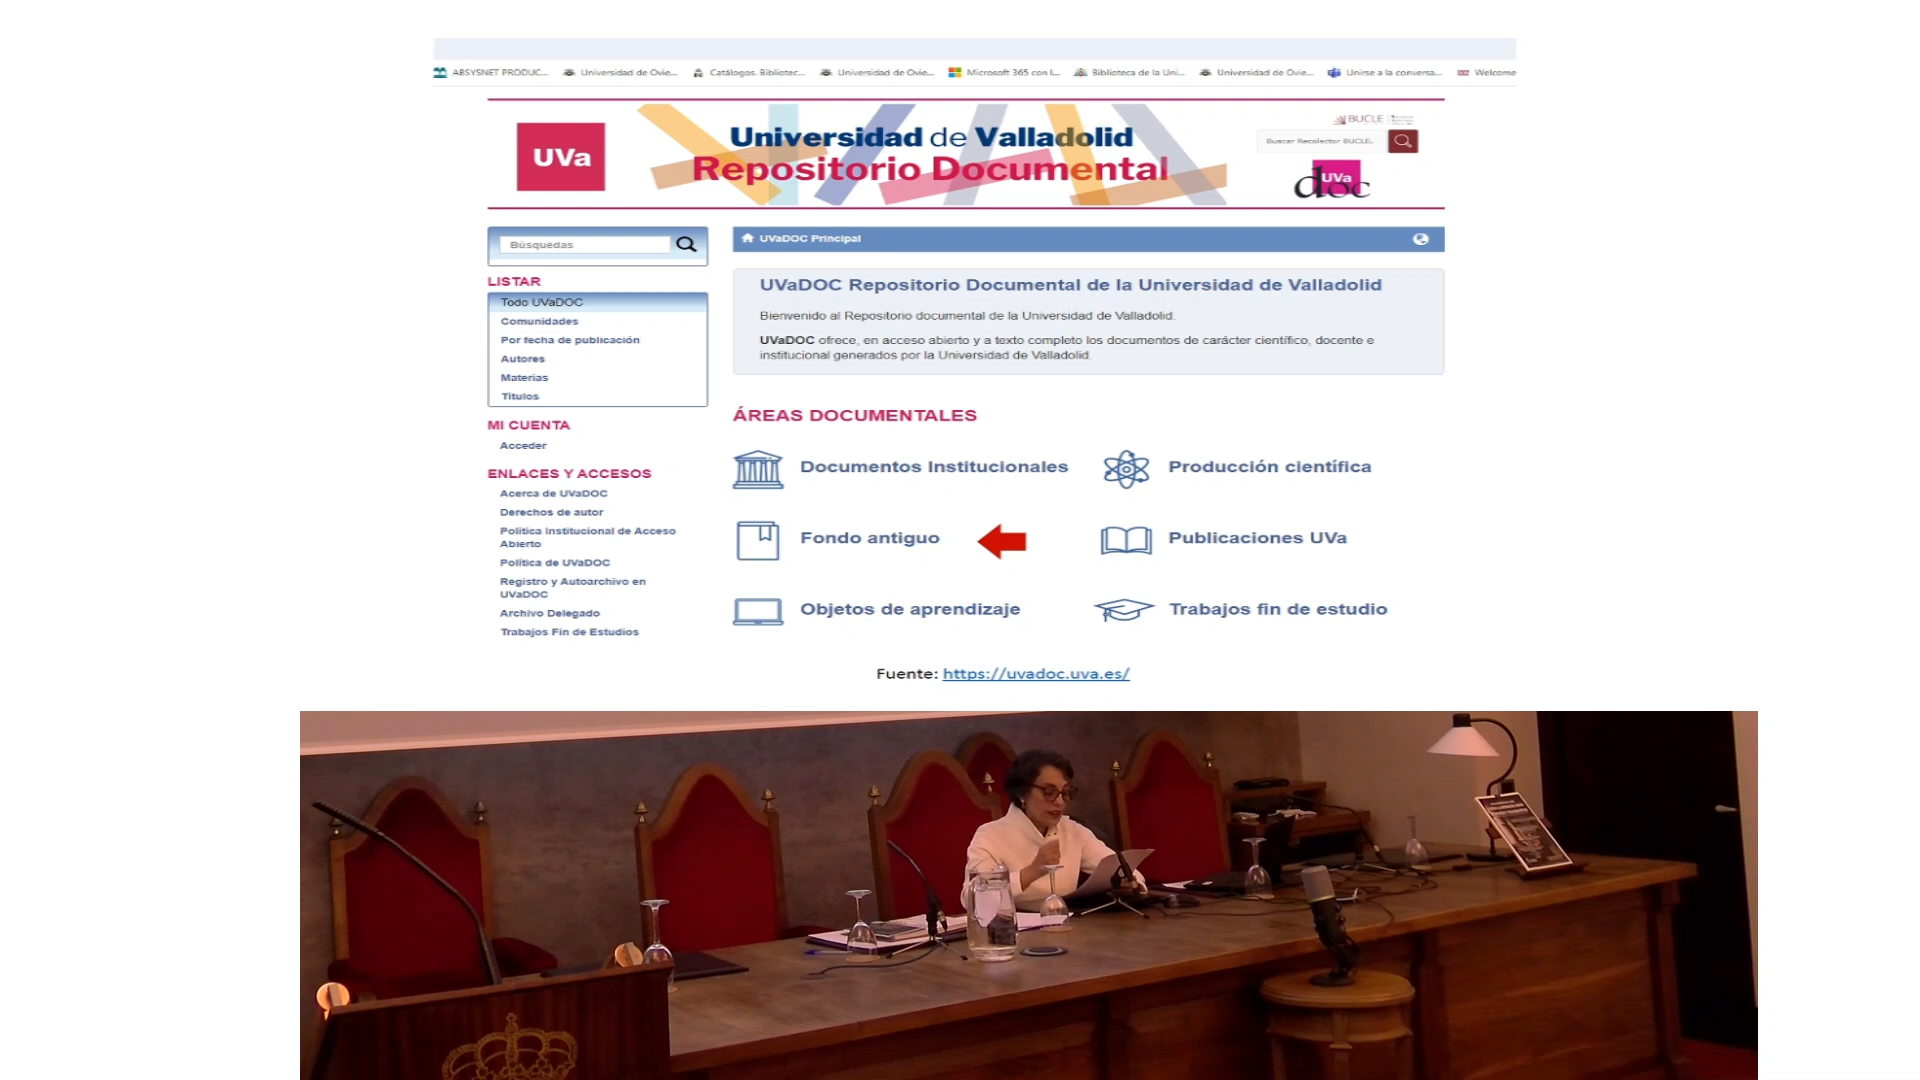 ABSYSNET PRODUC...
Universidad de Ovie...
Catálogos. Bibliotec...
Universidad de Ovie...
Microsoft 365 con I...
Biblioteca de la Uni...
Universidad de Ovie...
Unirse a la conversa...
Welcome
UVa
Universidad de Valladolid
Repositorio Documental
BUCLE
Buscar Recolector BUCLE.
UVa
doc
Búsquedas
LISTAR
Todo UVaDOC
Comunidades
Por fecha de publicación
Autores
Materias
Títulos
MI CUENTA
Acceder
ENLACES Y ACCESOS
Acerca de UVaDOC
Derechos de autor
Política Institucional de Acceso
Abierto
Política de UVaDOC
Registro y Autoarchivo en
UVaDOC
Archivo Delegado
Trabajos Fin de Estudios
UVaDOC Principal
UVaDOC Repositorio Documental de la Universidad de Valladolid
Bienvenido al Repositorio documental de la Universidad de Valladolid.
UVaDOC ofrece, en acceso abierto y a texto completo los documentos de carácter científico, docente e
institucional generados por la Universidad de Valladolid.
ÁREAS DOCUMENTALES
Documentos Institucionales
Producción científica
Fondo antiguo
Publicaciones UVa
Objetos de aprendizaje
Trabajos fin de estudio
Fuente: https://uvadoc.uva.es/